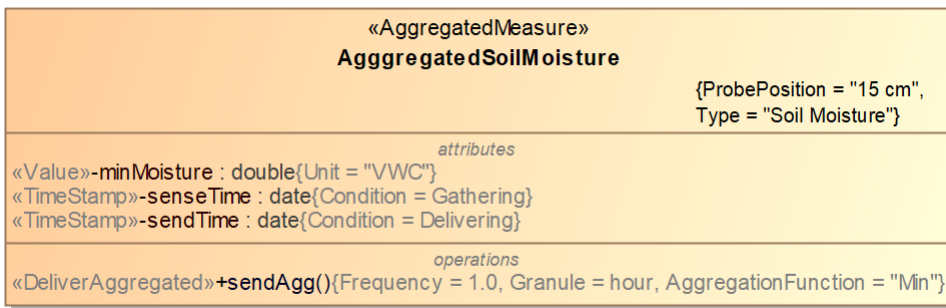 «AggregatedMeasure»
AgggregatedSoilMoisture
{ProbePosition = "15 cm",
Type = "Soil Moisture"}
attributes
«Value»-minMoisture : double{Unit = "VWC"}
«TimeStamp»-senseTime : date{Condition = Gathering}
«TimeStamp»-sendTime : date{Condition = Delivering}
operations
«DeliverAggregated»+sendAgg(){Frequency = 1.0, Granule = hour, AggregationFunction = "Min"}